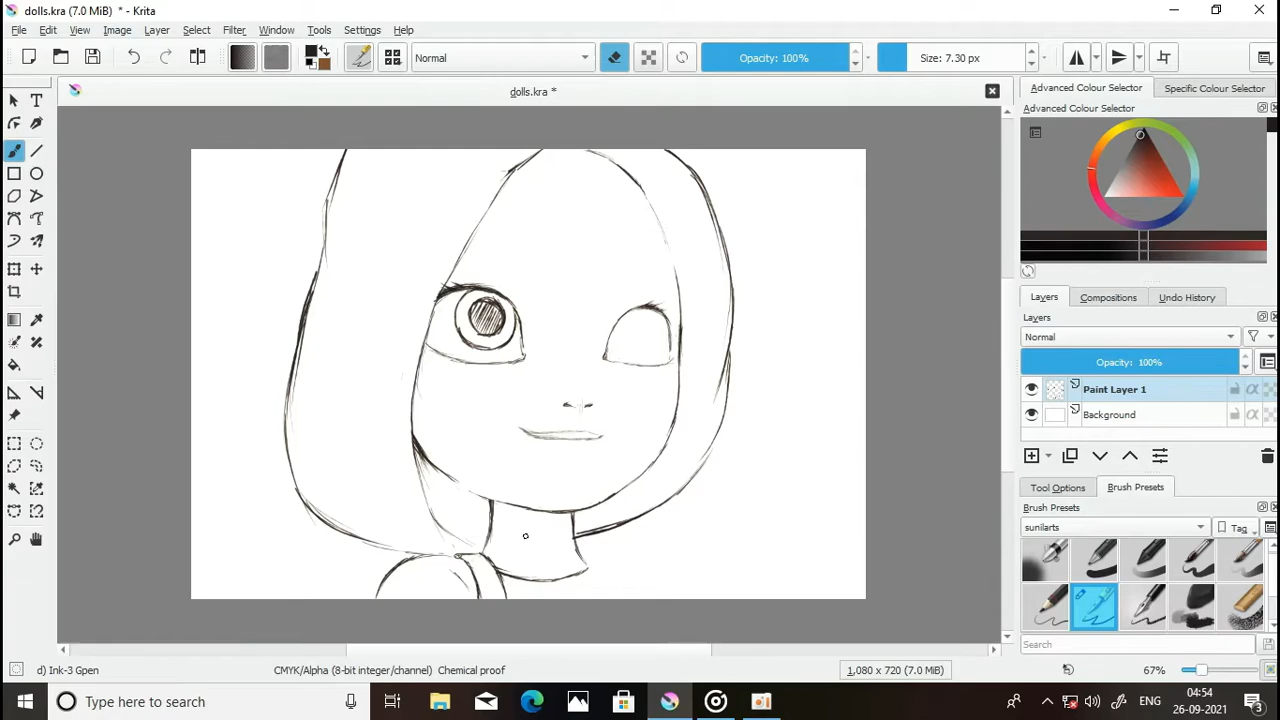 dolls.kra (7.0 MiB) * - Krita
File Edit View Image Layer Select Filter Window Tools Settings Help
Normal
Opacity: 100%
Size: 7.30 px
dolls.kra *
Advanced Colour Selector
Specific Colour Selector
Advanced Colour Selector
Layers
Compositions
Undo History
Layers
Normal
Opacity: 100%
Paint Layer 1
Background
Tool Options
Brush Presets
Brush Presets
sunilarts
Tag
Search
d) Ink-3 Gpen
CMYK/Alpha (8-bit integer/channel) Chemical proof
1,080 x 720 (7.0 MiB)
67%
Type here to search
ENG
04:54
26-09-2021
3